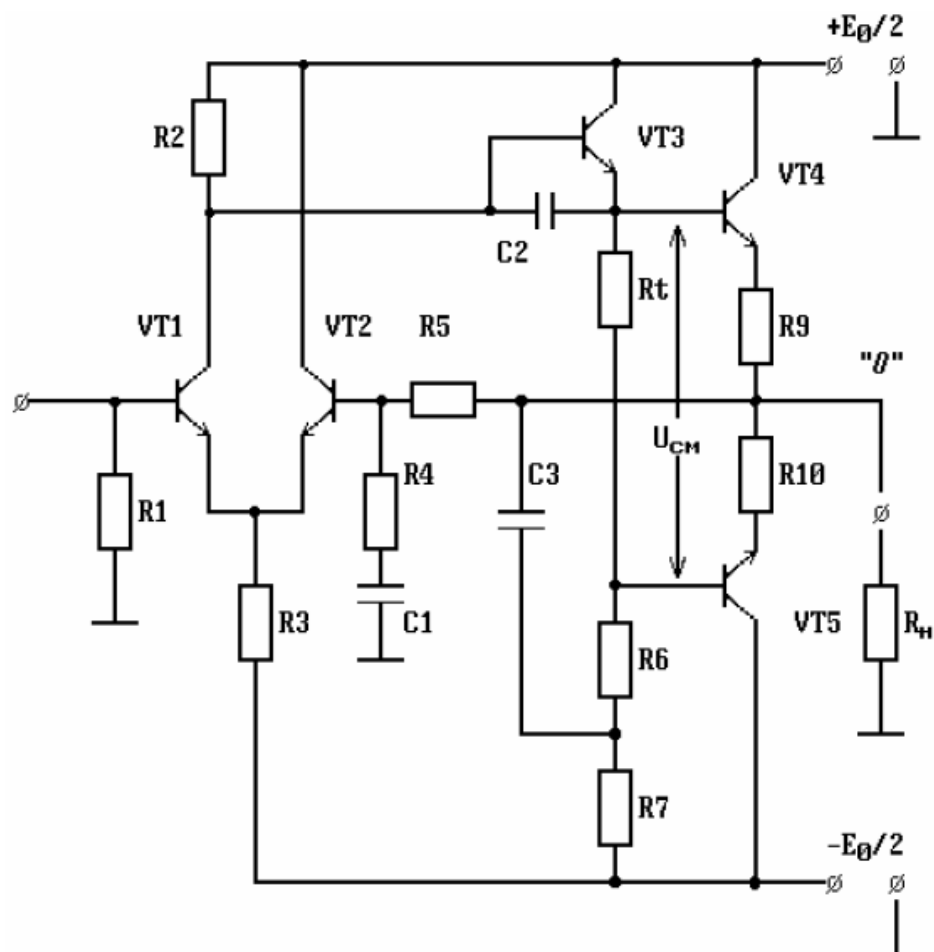 +E0/2
R2
VT3
VT4
C2
Rt
VT1
VT2
R5
R9
"0"
Uсм
R4
C3
R10
R1
R3
C1
VT5
Rн
R6
R7
-E0/2